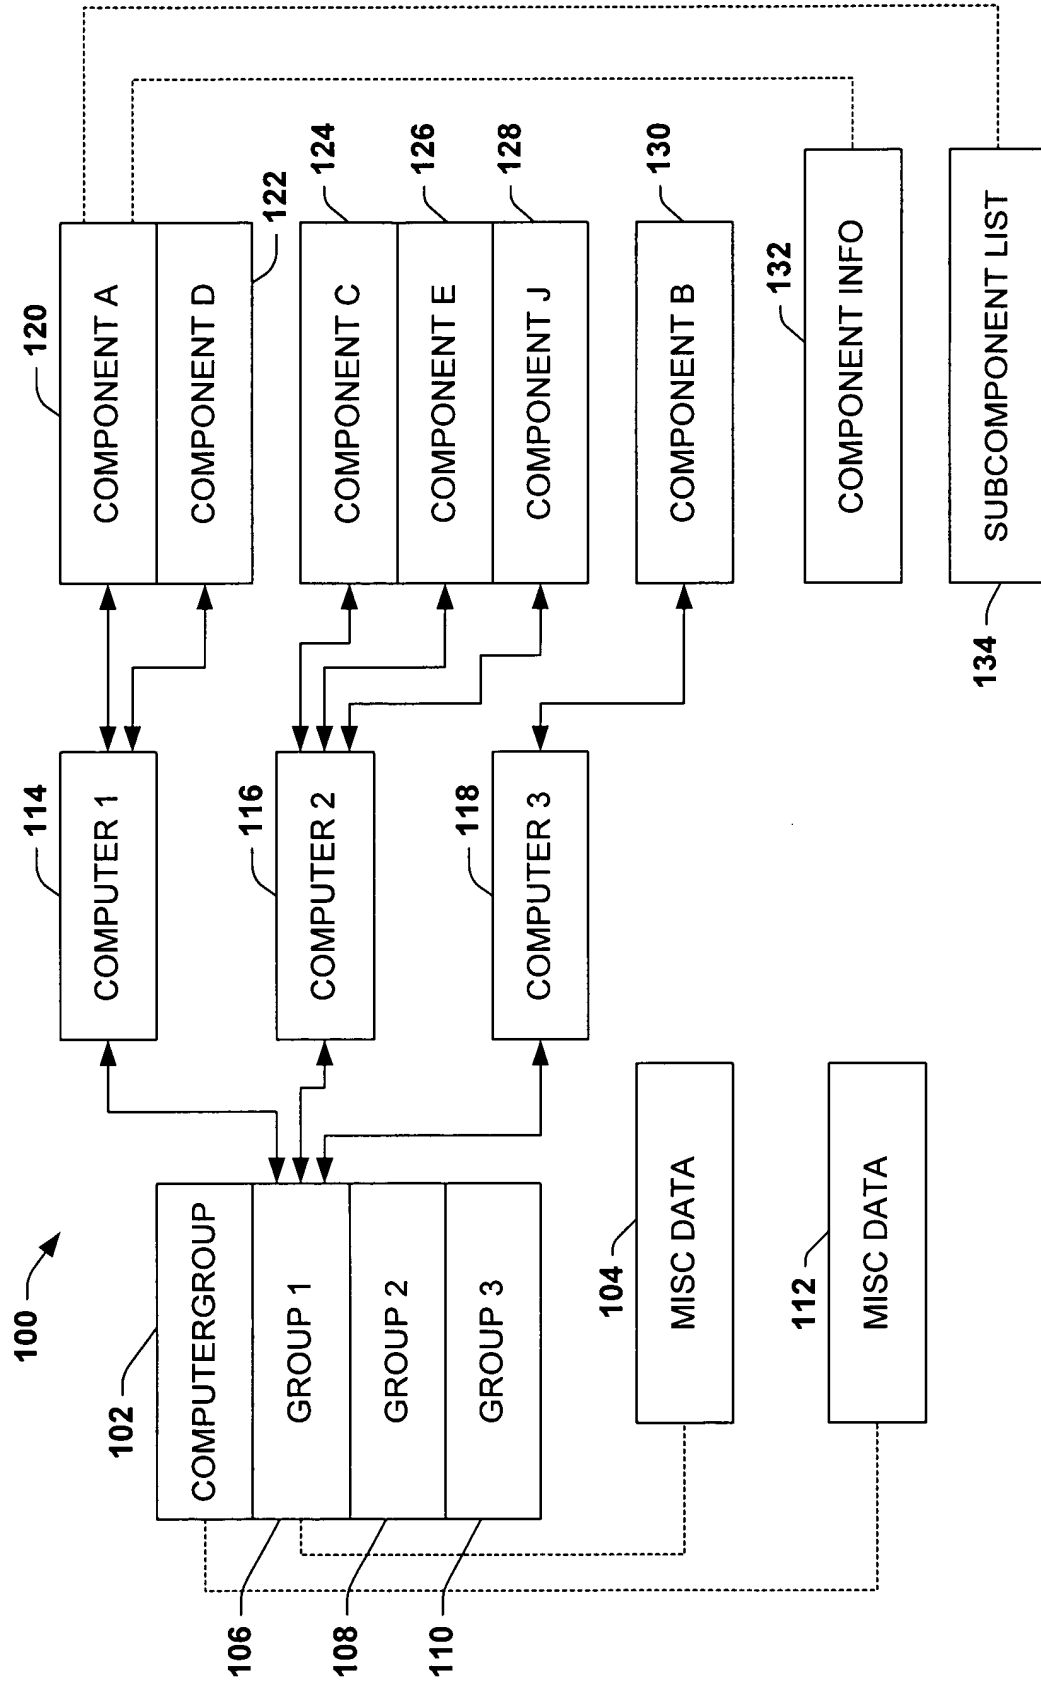 100
102
COMPUTERGROUP
GROUP 1
GROUP 2
GROUP 3
106
108
110
104
MISC DATA
112
MISC DATA
114
COMPUTER 1
116
COMPUTER 2
118
COMPUTER 3
120
COMPONENT A
COMPONENT D
122
COMPONENT C
124
COMPONENT E
126
COMPONENT J
128
COMPONENT B
130
132
COMPONENT INFO
134
SUBCOMPONENT LIST